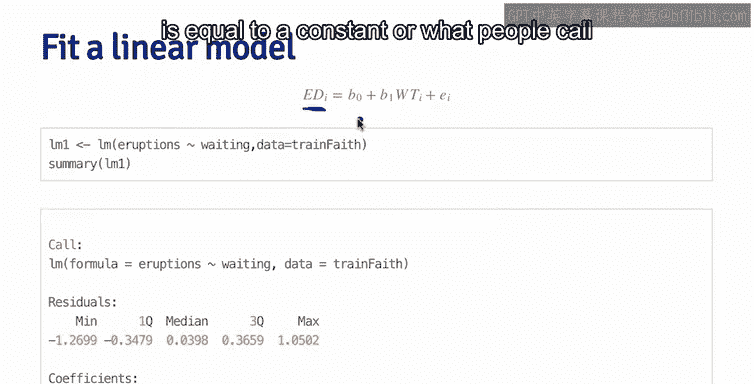 is equal to a constant or what people call
Fit a linear model
ED_i = b_0 + b_1WT_i + e_i
lm1 <- lm(eruptions ~ waiting,data=trainFaith)
summary(lm1)
Call:
lm(formula = eruptions ~ waiting, data = trainFaith)
Residuals:
Min 1Q Median 3Q Max
-1.2699 -0.3479 0.0398 0.3659 1.0502
Coefficients: